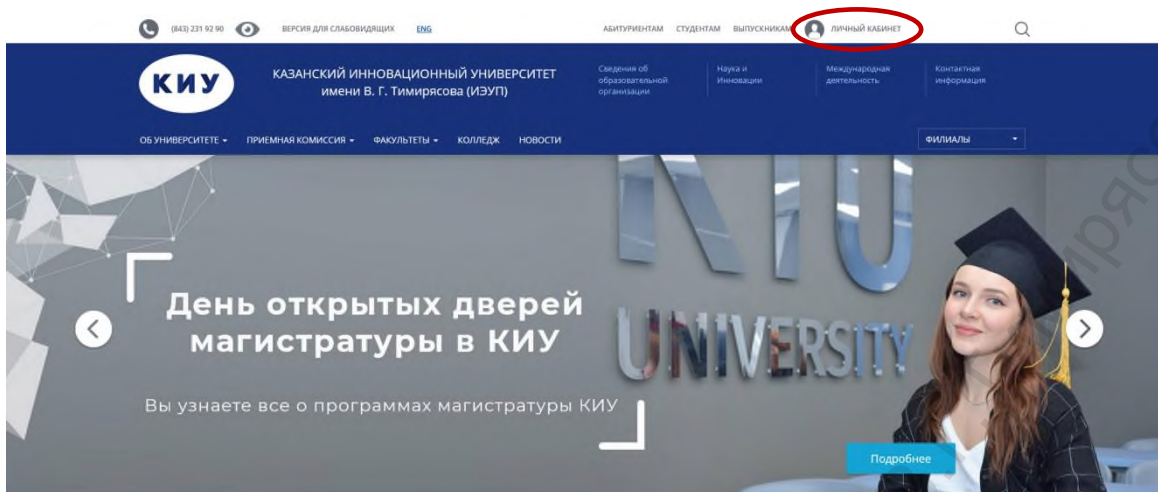 (843) 231 92 90 ВЕРСИЯ ДЛЯ СЛАБОВИДЯЩИХ ENG АБИТУРИЕНТАМ СТУДЕНТАМ ВЫПУСКНИКАМ ЛИЧНЫЙ КАБИНЕТ
КИУ
КАЗАНСКИЙ ИННОВАЦИОННЫЙ УНИВЕРСИТЕТ
имени В. Г. Тимирясова (ИЭУП)
Сведения об
образовательной
организации
Наука и
Инновации
Международная
деятельность
Контактная
информация
ОБ УНИВЕРСИТЕТЕ ПРИЕМНАЯ КОМИССИЯ ФАКУЛЬТЕТЫ КОЛЛЕДЖ НОВОСТИ ФИЛИАЛЫ
KIU
UNIVERSITY
День открытых дверей
магистратуры в КИУ
Вы узнаете все о программах магистратуры КИУ
Подробнее